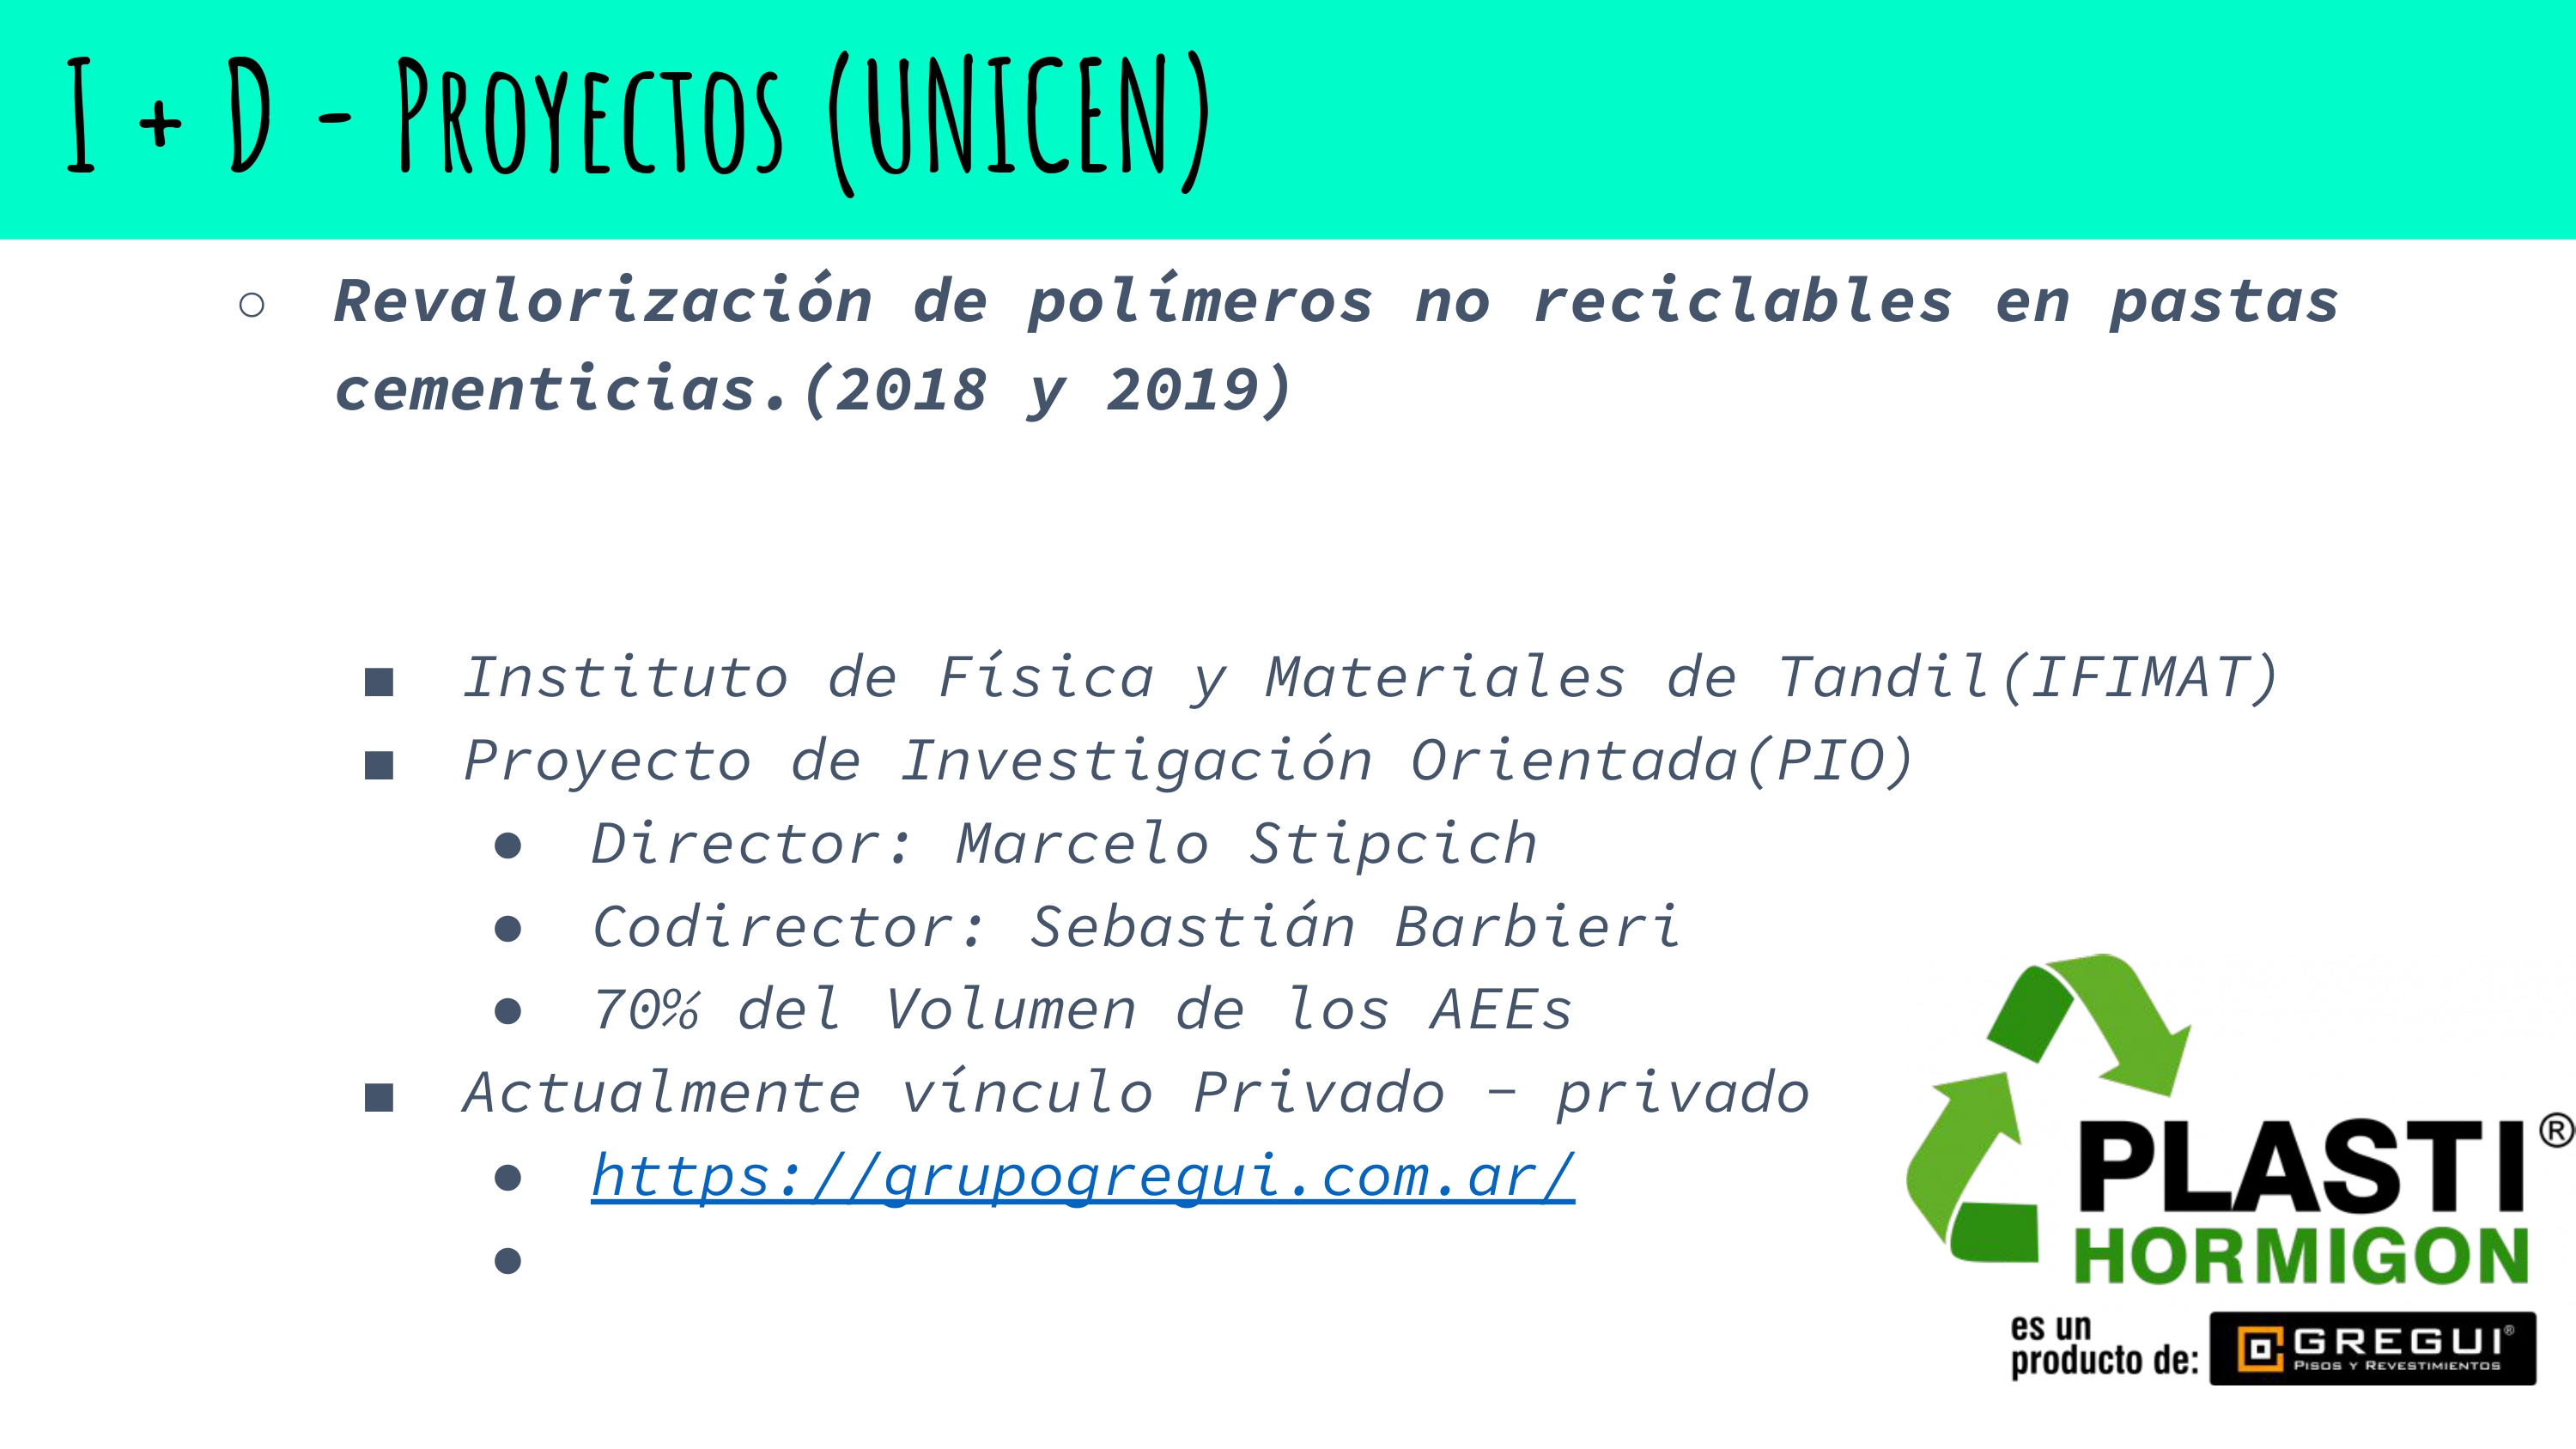 I + D - Proyectos (UNICEN)
○ Revalorización de polímeros no reciclables en pastas
cementicias.(2018 y 2019)
■ Instituto de Física y Materiales de Tandil(IFIMAT)
■ Proyecto de Investigación Orientada(PIO)
● Director: Marcelo Stipcich
● Codirector: Sebastián Barbieri
● 70% del Volumen de los AEEs
■ Actualmente vínculo Privado - privado
● https://grupogregui.com.ar/
●
PLASTI®
HORMIGON
es un
producto de:
GREGUI®
PISOS Y REVESTIMIENTOS